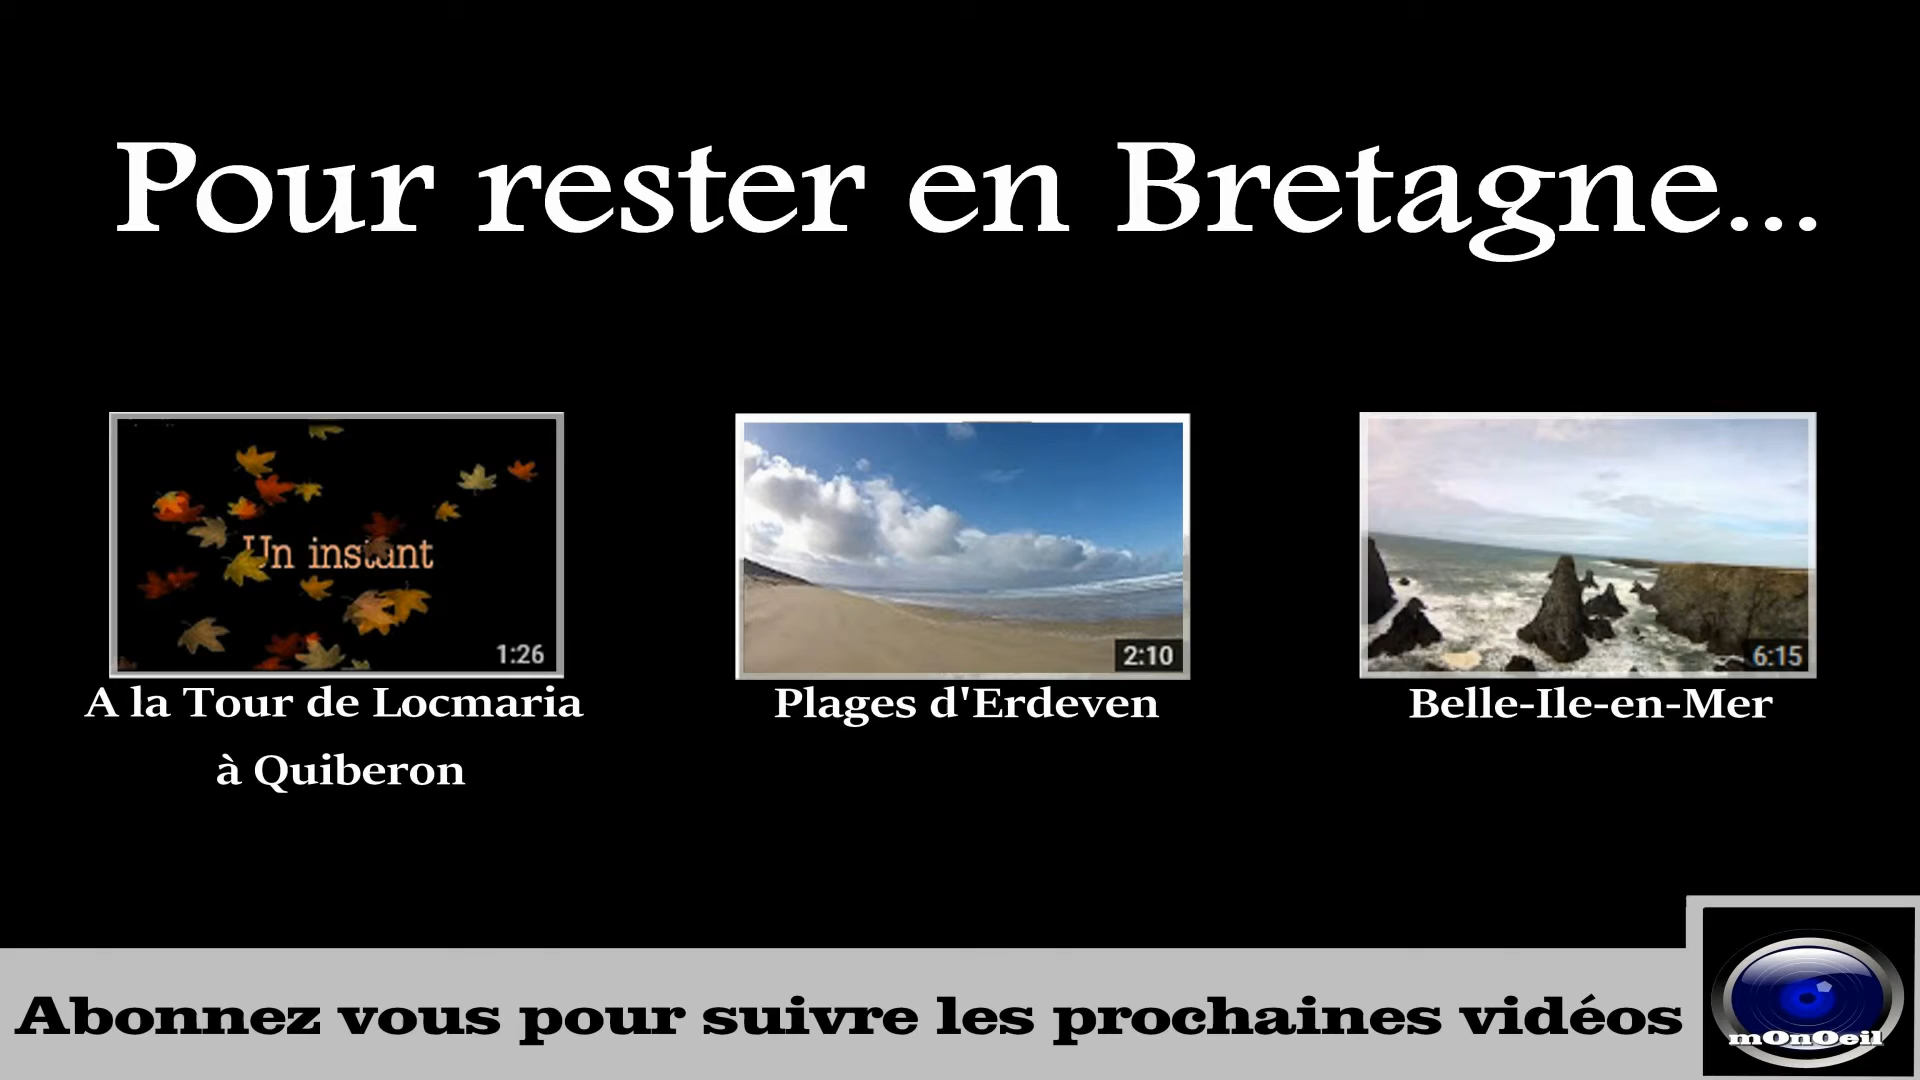 Pour rester en Bretagne...
Un instant
1:26
2:10
6:15
A la Tour de Locmaria
à Quiberon
Plages d'Erdeven
Belle-Ile-en-Mer
Abonnez vous pour suivre les prochaines vidéos
mOnOeil